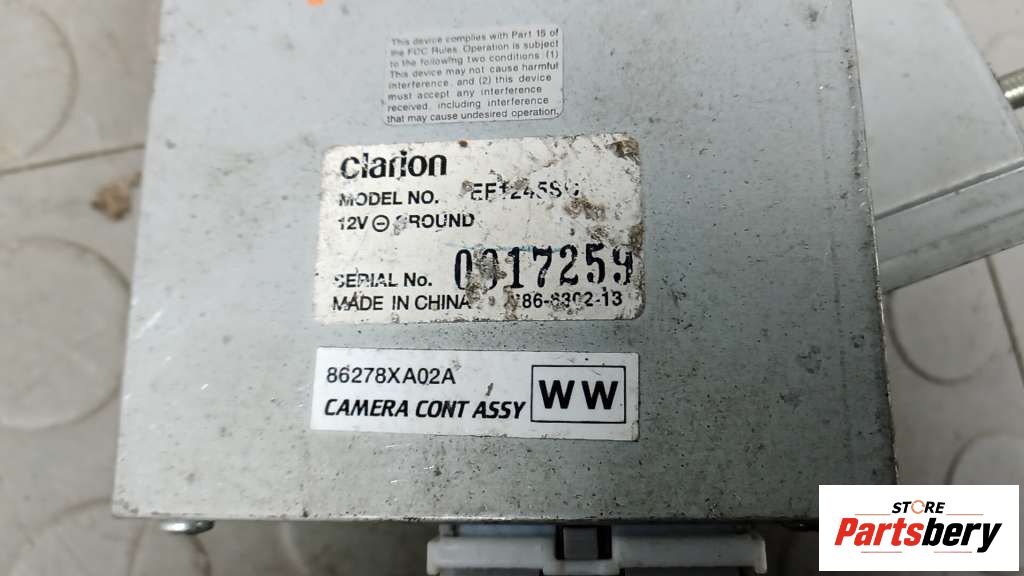 This device complies with Part 15 of
the FCC Rules. Operation is subject
to the following two conditions: (1)
This device may not cause harmful
interference, and (2) this device
must accept any interference
received, including interference
that may cause undesired operation.
clarion
MODEL NO.
12V ⊖ GROUND
SERIAL No. 0017259
MADE IN CHINA
86278XA02A
CAMERA CONT ASSY
WW
STORE
Partsbery